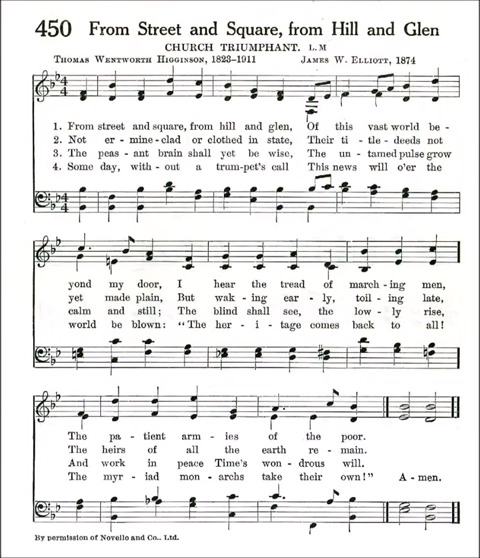 450 From Street and Square, from Hill and Glen
CHURCH TRIUMPHANT. L. M
THOMAS WENTWORTH HIGGINSON, 1823-1911 JAMES W. ELLIOTT, 1874
1. From street and square, from hill and glen, Of this vast world be -
2. Not er - mine-clad or clothed in state, Their ti - tle-deeds not
3. The peas - ant brain shall yet be wise, The un - tamed pulse grow
4. Some day, with - out a trum-pet's call This news will o'er the
yond my door, I hear the tread of march - ing men,
yet made plain, But wak - ing ear - ly, toil - ing late,
calm and still; The blind shall see, the low - ly rise,
world be blown: "The her - i - tage comes back to all!
The pa - tient arm - ies of the poor.
The heirs of all the earth re - main.
And work in peace Time's won - drous will.
The myr - iad mon - archs take their own!" A - men.
By permission of Novello and Co., Ltd.